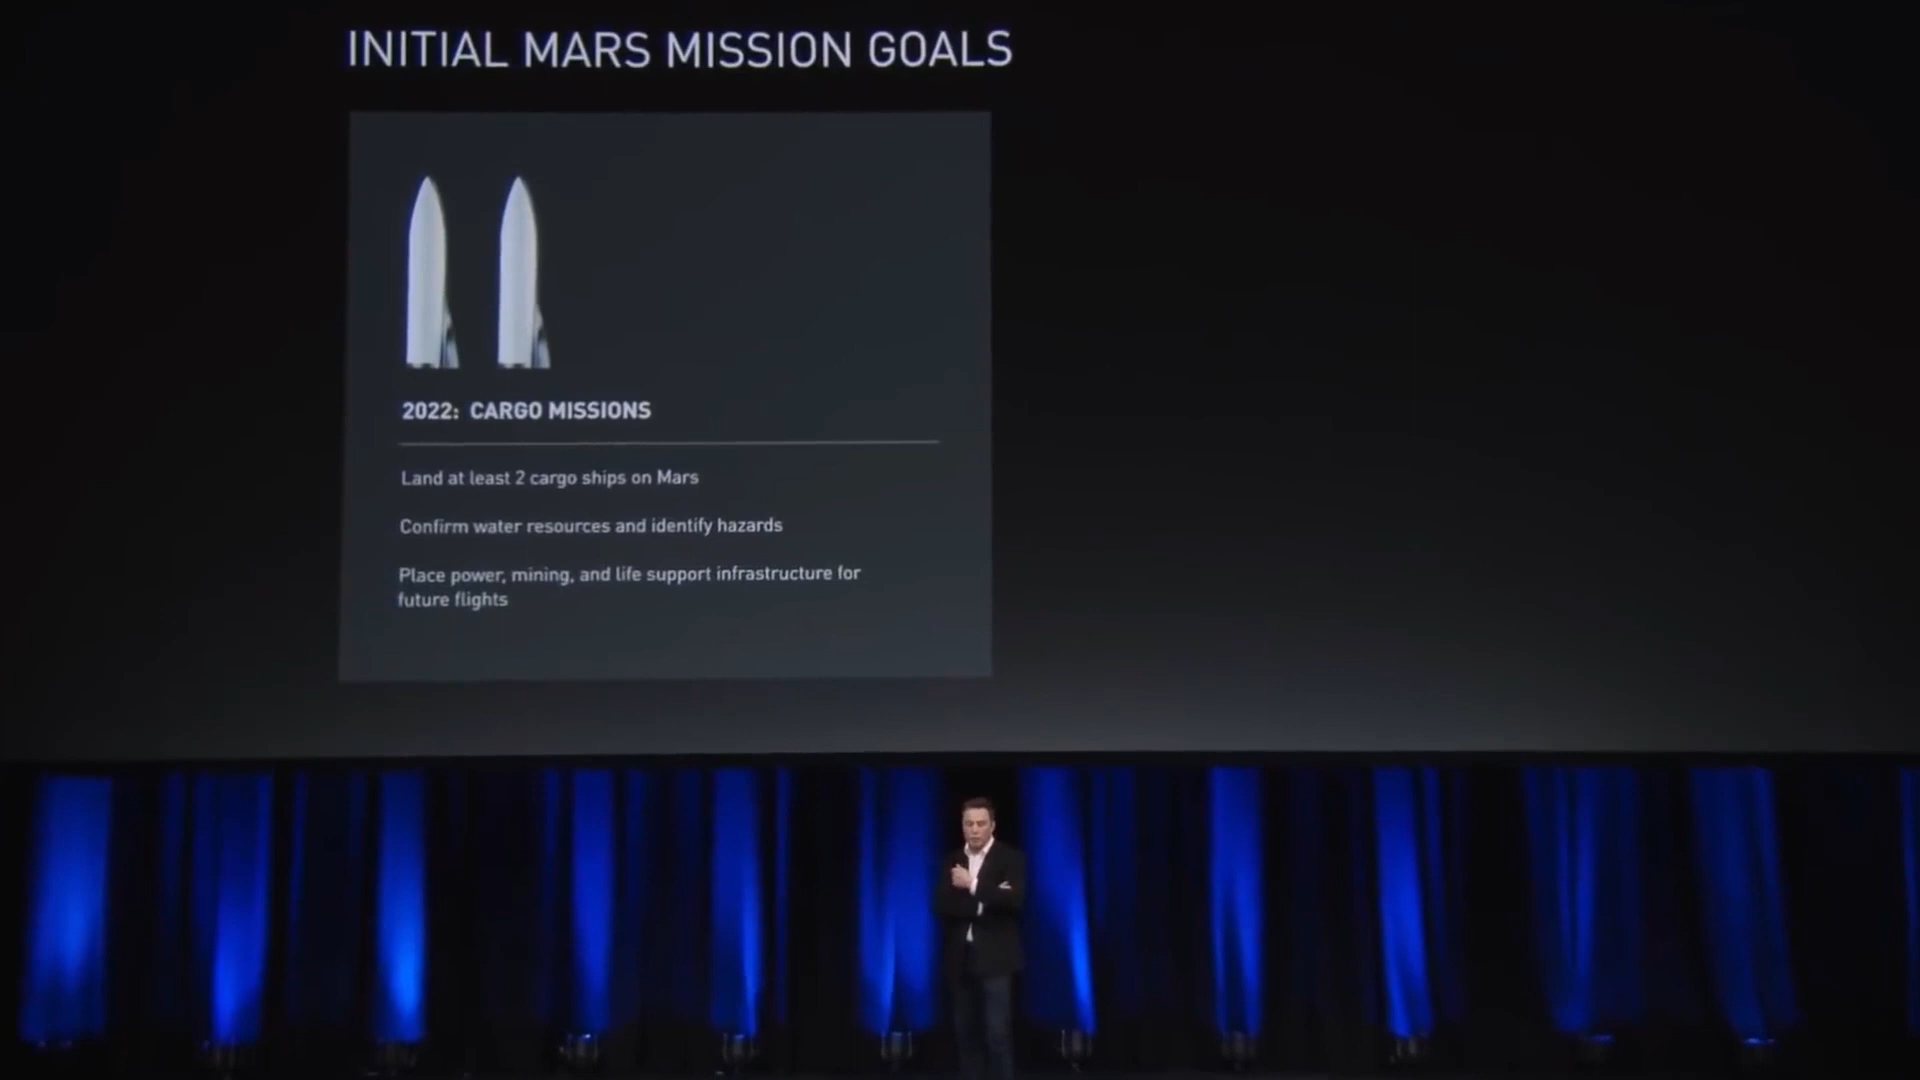 INITIAL MARS MISSION GOALS
2022: CARGO MISSIONS
Land at least 2 cargo ships on Mars
Confirm water resources and identify hazards
Place power, mining, and life support infrastructure for
future flights